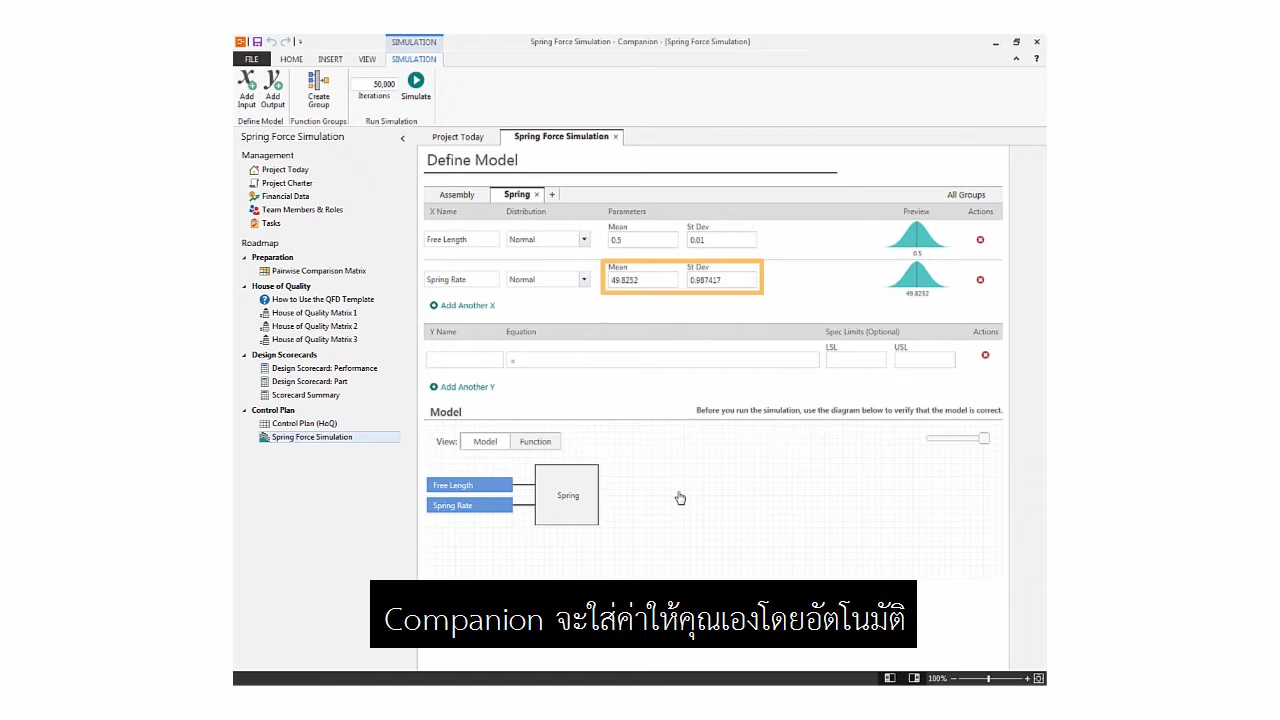 SIMULATION
Spring Force Simulation - Companion - [Spring Force Simulation]
FILE HOME INSERT VIEW SIMULATION
x y
50,000
Add Input
Add Output
Create Group
Iterations
Simulate
Define Model
Function Groups
Run Simulation
Spring Force Simulation
Management
Project Today
Project Charter
Financial Data
Team Members & Roles
Tasks
Roadmap
Preparation
Pairwise Comparison Matrix
House of Quality
How to Use the QFD Template
House of Quality Matrix 1
House of Quality Matrix 2
House of Quality Matrix 3
Design Scorecards
Design Scorecard: Performance
Design Scorecard: Part
Scorecard Summary
Control Plan
Control Plan (HoQ)
Spring Force Simulation
Project Today Spring Force Simulation ×
Define Model
Assembly Spring × + All Groups
X Name Distribution Parameters Preview Actions
Mean St Dev
Free Length Normal 0.5 0.01
0.5
Mean St Dev
Spring Rate Normal 49.8252 0.987417
49.8252
Add Another X
Y Name Equation Spec Limits (Optional) Actions
LSL USL
=
Add Another Y
Model Before you run the simulation, use the diagram below to verify that the model is correct.
View: Model Function
Free Length
Spring Rate
Spring
Companion จะใส่ค่าให้คุณเองโดยอัตโนมัติ
100%